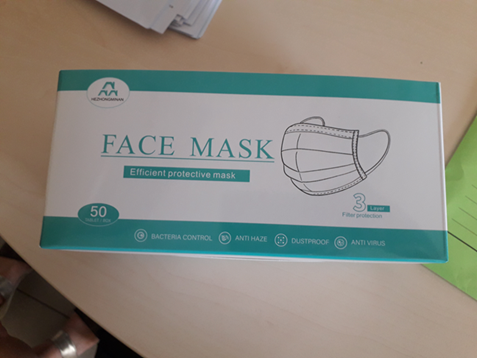 FACE MASK
Efficient protective mask
3 Layer
Filter protection
50
BACTERIA CONTROL ANTI HAZE DUSTPROOF ANTI VIRUS